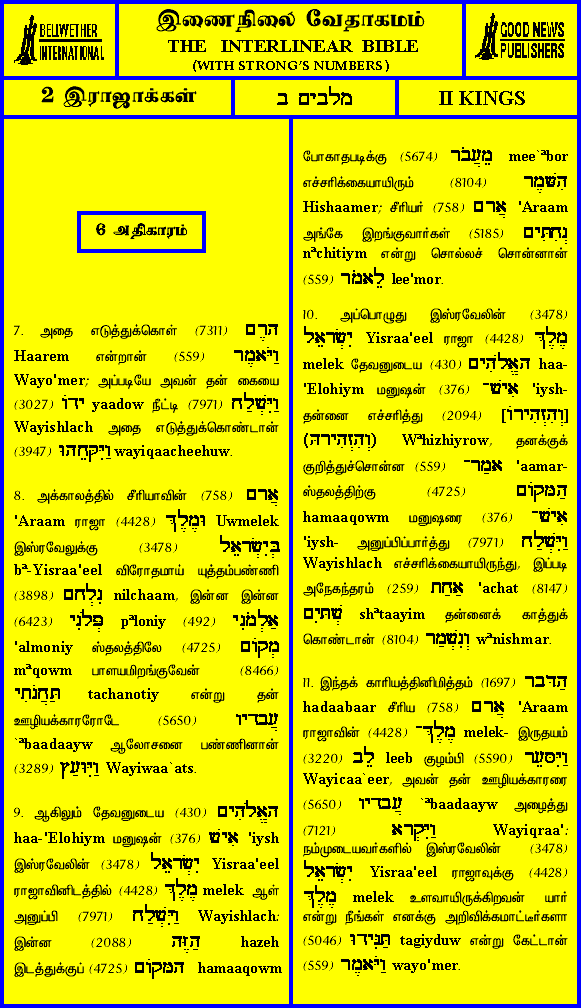 BELLWETHER
INTERNATIONAL
இணைநிலை வேதாகமம்
THE INTERLINEAR BIBLE
(WITH STRONG'S NUMBERS)
GOOD NEWS
PUBLISHERS
2 இராஜாக்கள்
מלכים ב
II KINGS
6 அதிகாரம்
7. அதை எடுத்துக்கொள் (7311) הָרֶם
Haarem என்றான் (559) וַיֹּאמֶר
Wayo'mer; அப்படியே அவன் தன் கையை
(3027) יָדוֹ yaadow நீட்டி (7971) וַיִּשְׁלַח
Wayishlach அதை எடுத்துக்கொண்டான்
(3947) וַיִּקָּחֵהוּ wayiqaacheehuw.
8. அக்காலத்தில் சீரியாவின் (758) אֲרָם
'Araam ராஜா (4428) וּמֶלֶךְ Uwmelek
இஸ்ரவேலுக்கு (3478) בְּיִשְׂרָאֵל
bª-Yisraa'eel விரோதமாய் யுத்தம்பண்ணி
(3898) נִלְחָם nilchaam, இன்ன இன்ன
(6423) פְּלֹנִי pªloniy (492) אַלְמֹנִי
'almoniy ஸ்தலத்திலே (4725) מְקוֹם
mªqowm பாளயமிறங்குவேன் (8466)
תַּחֲנֹתִי tachanotiy என்று தன்
ஊழியக்காரரோடே (5650) עֲבָדָיו
`ªbaadaayw ஆலோசனை பண்ணினான்
(3289) וַיִּוָּעַץ Wayiwaa`ats.
9. ஆகிலும் தேவனுடைய (430) הָאֱלֹהִים
haa-'Elohiym மனுஷன் (376) אִישׁ 'iysh
இஸ்ரவேலின் (3478) יִשְׂרָאֵל Yisraa'eel
ராஜாவினிடத்தில் (4428) מֶלֶךְ melek ஆள்
அனுப்பி (7971) וַיִּשְׁלַח Wayishlach:
இன்ன (2088) הַזֶּה hazeh
இடத்துக்குப் (4725) הַמָּקוֹם hamaaqowm
போகாதபடிக்கு (5674) מֵעֲבֹר mee`ªbor
எச்சரிக்கையாயிரும் (8104) הִשָּׁמֶר
Hishaamer; சீரியர் (758) אֲרָם 'Araam
அங்கே இறங்குவார்கள் (5185) נְחִתִּים
nªchitiym என்று சொல்லச் சொன்னான்
(559) לֵאמֹר lee'mor.
10. அப்பொழுது இஸ்ரவேலின் (3478)
יִשְׂרָאֵל Yisraa'eel ராஜா (4428) מֶלֶךְ
melek தேவனுடைய (430) הָאֱלֹהִים haa-
'Elohiym மனுஷன் (376) אִישׁ־ 'iysh-
தன்னை எச்சரித்து (2094) [וְהִזְהִירוֹ]
(וְהִזְהִירֹה) Wªhizhiyrow, தனக்குக்
குறித்துச்சொன்ன (559) אָמַר־ 'aamar-
ஸ்தலத்திற்கு (4725) הַמָּקוֹם
hamaaqowm மனுஷரை (376) אִישׁ־
'iysh- அனுப்பிப்பார்த்து (7971) וַיִּשְׁלַח
Wayishlach எச்சரிக்கையாயிருந்து, இப்படி
அநேகந்தரம் (259) אַחַת 'achat (8147)
שְׁתָּיִם shªtaayim தன்னைக் காத்துக்
கொண்டான் (8104) וְנִשְׁמַר wªnishmar.
11. இந்தக் காரியத்தினிமித்தம் (1697) הַדָּבָר
hadaabaar சீரிய (758) אֲרָם 'Araam
ராஜாவின் (4428) מֶלֶךְ־ melek- இருதயம்
(3220) לֵב leeb குழம்பி (5590) וַיִּסָּעֵר
Wayicaa`eer, அவன் தன் ஊழியக்காரரை
(5650) עֲבָדָיו `ªbaadaayw அழைத்து
(7121) וַיִּקְרָא Wayiqraa':
நம்முடையவர்களில் இஸ்ரவேலின் (3478)
יִשְׂרָאֵל Yisraa'eel ராஜாவுக்கு (4428)
מֶלֶךְ melek உளவாயிருக்கிறவன் யார்
என்று நீங்கள் எனக்கு அறிவிக்கமாட்டீர்களா
(5046) תַּגִּידוּ tagiyduw என்று கேட்டான்
(559) וַיֹּאמֶר wayo'mer.